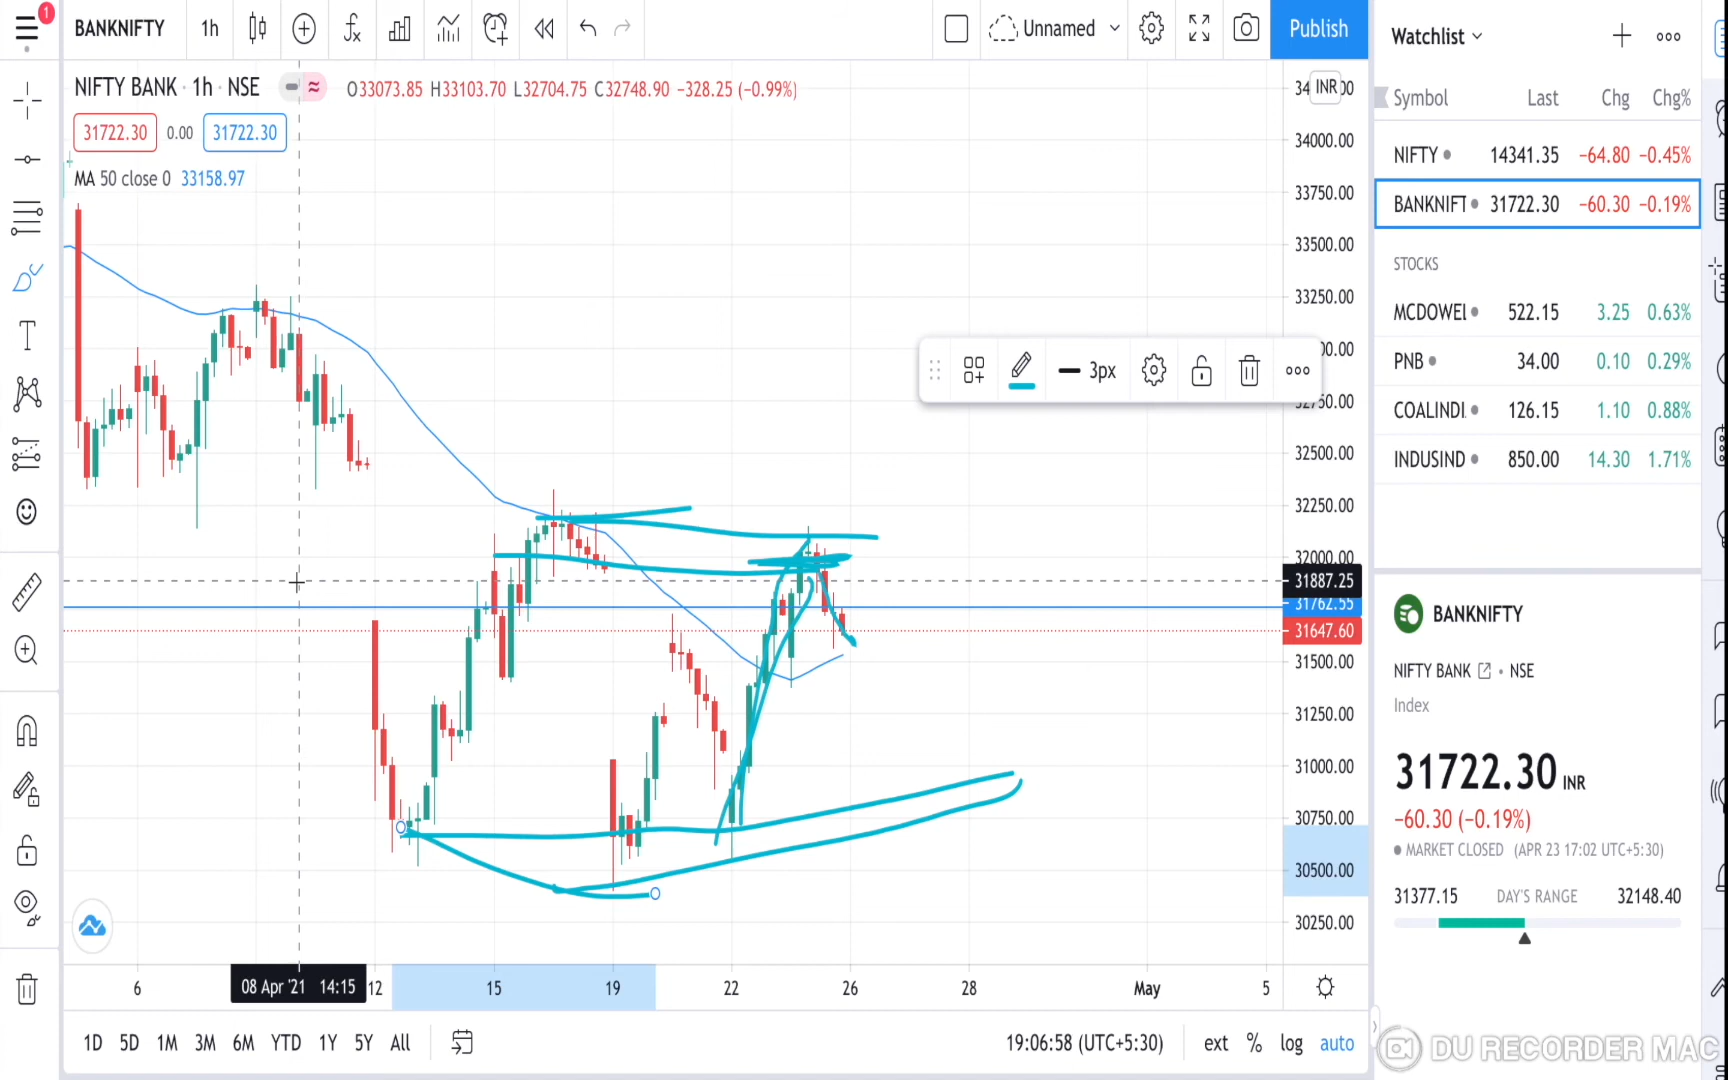 1
BANKNIFTY 1h Unnamed Publish
NIFTY BANK · 1h · NSE
O33073.85 H33103.70 L32704.75 C32748.90 −328.25 (−0.99%)
31722.30 0.00 31722.30
MA 50 close 0 33158.97
INR
34000.00
33750.00
33500.00
33250.00
3px
32500.00
32250.00
32000.00
31887.25
31762.55
31647.60
31500.00
31250.00
31000.00
30750.00
30500.00
30250.00
6 08 Apr '21 14:15 12 15 19 22 26 28 May 5
1D 5D 1M 3M 6M YTD 1Y 5Y All
19:06:58 (UTC+5:30) ext % log auto
Watchlist
Symbol Last Chg Chg%
NIFTY 14341.35 −64.80 −0.45%
BANKNIFT 31722.30 −60.30 −0.19%
STOCKS
MCDOWEL 522.15 3.25 0.63%
PNB 34.00 0.10 0.29%
COALINDI 126.15 1.10 0.88%
INDUSIND 850.00 14.30 1.71%
BANKNIFTY
NIFTY BANK • NSE
Index
31722.30 INR
−60.30 (−0.19%)
MARKET CLOSED (APR 23 17:02 UTC+5:30)
31377.15 DAY'S RANGE 32148.40
DU RECORDER MAC